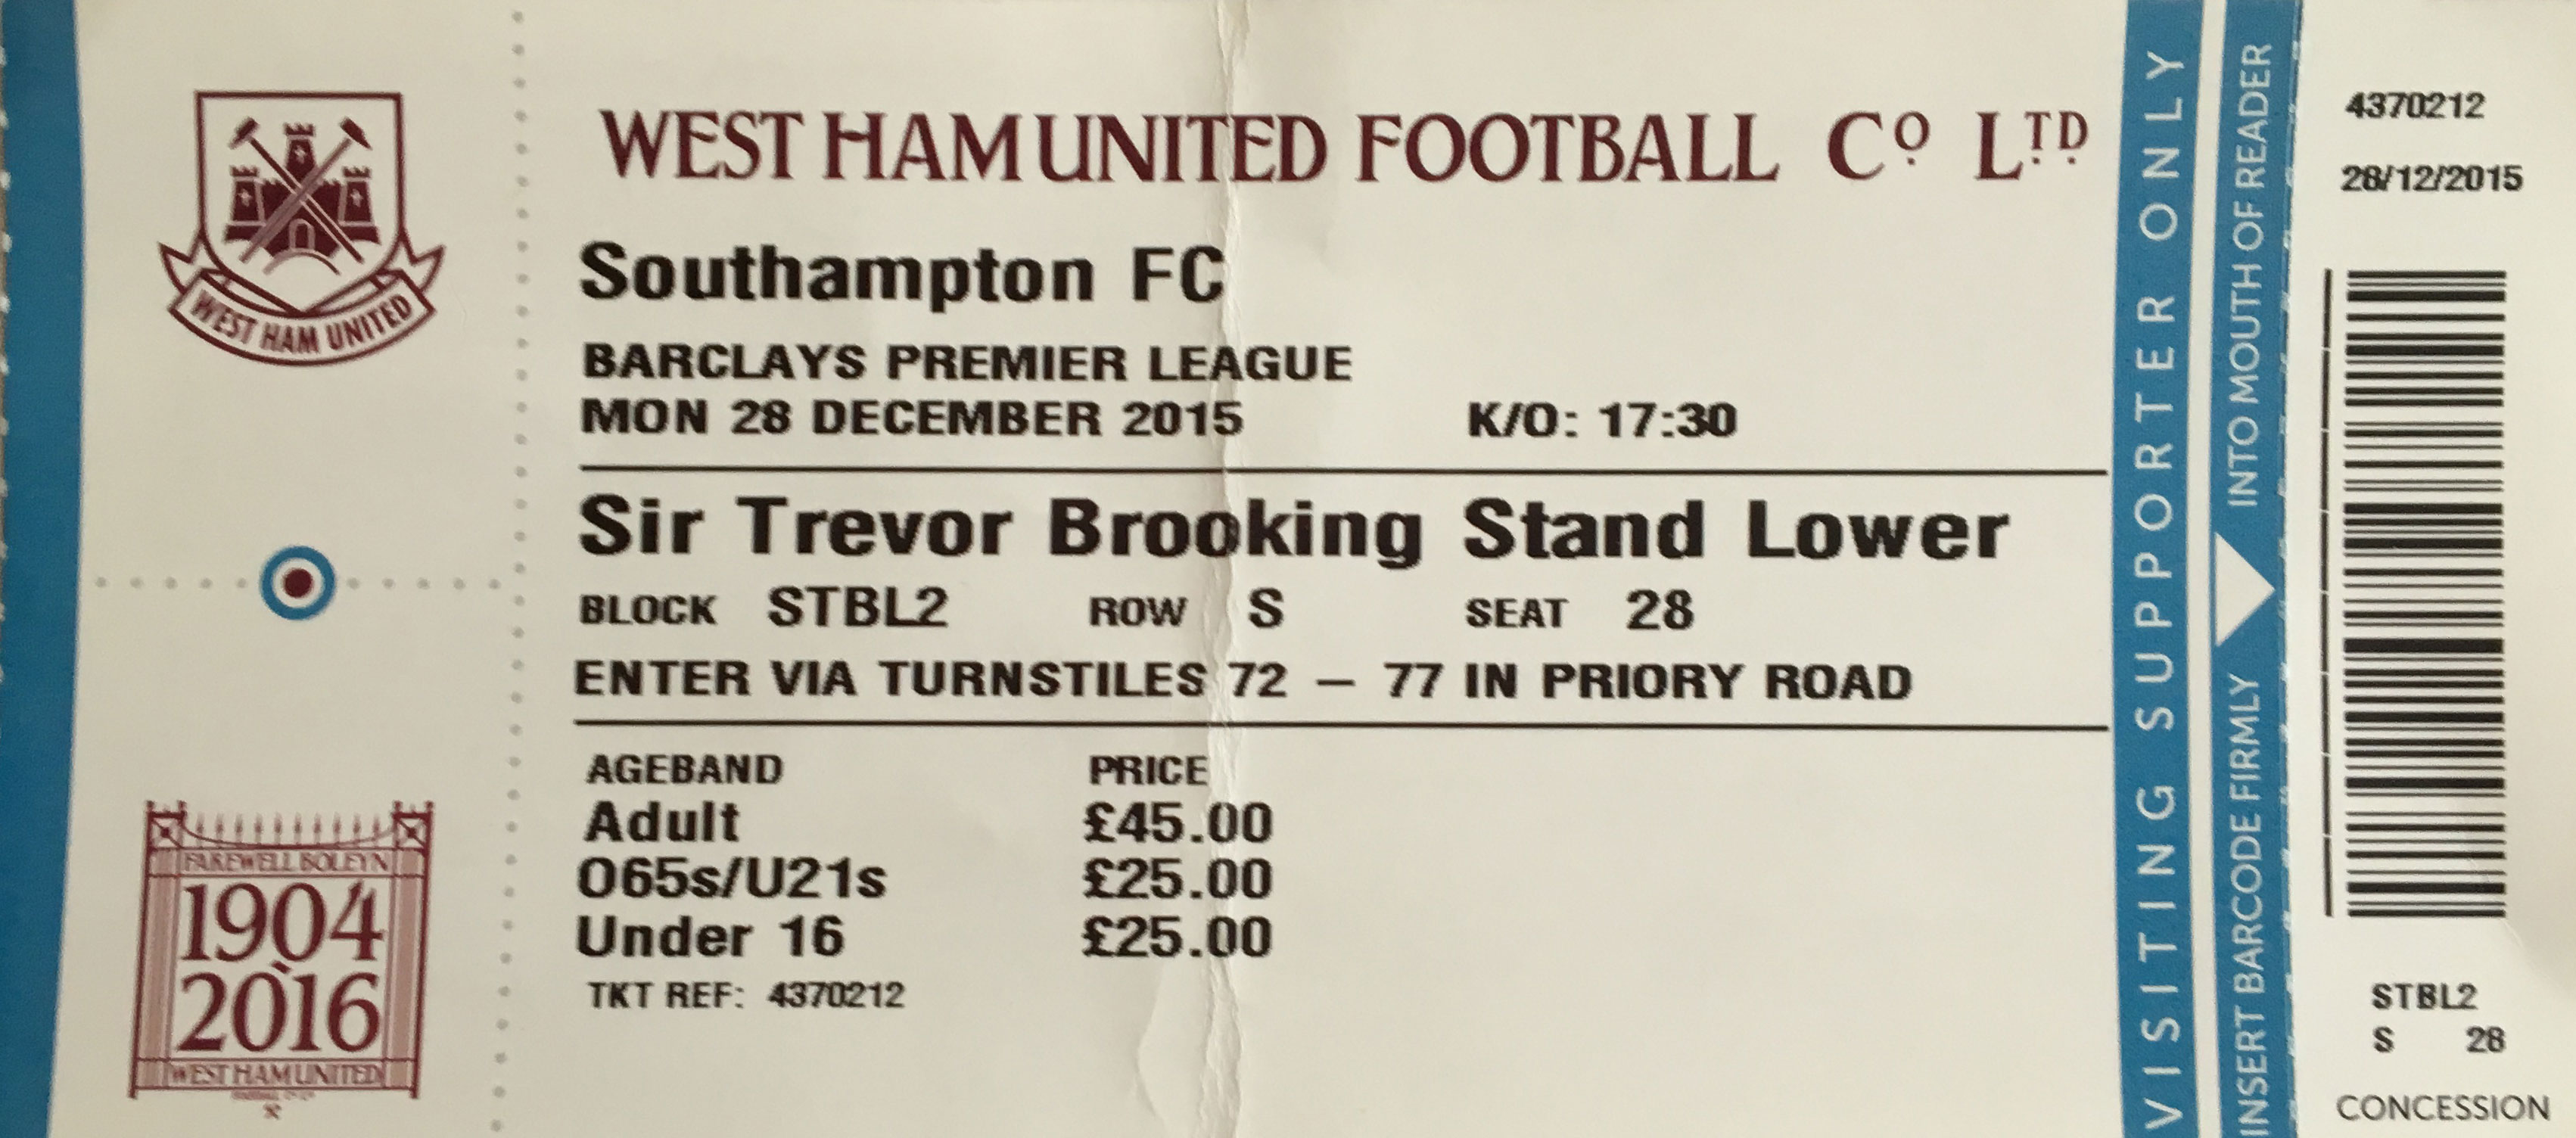 WEST HAM UNITED
FAREWELL BOLEYN
1904
2016
WEST HAM UNITED
WEST HAM UNITED FOOTBALL Cº LTD
Southampton FC
BARCLAYS PREMIER LEAGUE
MON 28 DECEMBER 2015 K/O: 17:30
Sir Trevor Brooking Stand Lower
BLOCK STBL2 ROW S SEAT 28
ENTER VIA TURNSTILES 72 – 77 IN PRIORY ROAD
AGEBAND PRICE
Adult £45.00
O65s/U21s £25.00
Under 16 £25.00
TKT REF: 4370212
VISITING SUPPORTER ONLY
INSERT BARCODE FIRMLY INTO MOUTH OF READER
4370212
28/12/2015
STBL2
S 28
CONCESSION